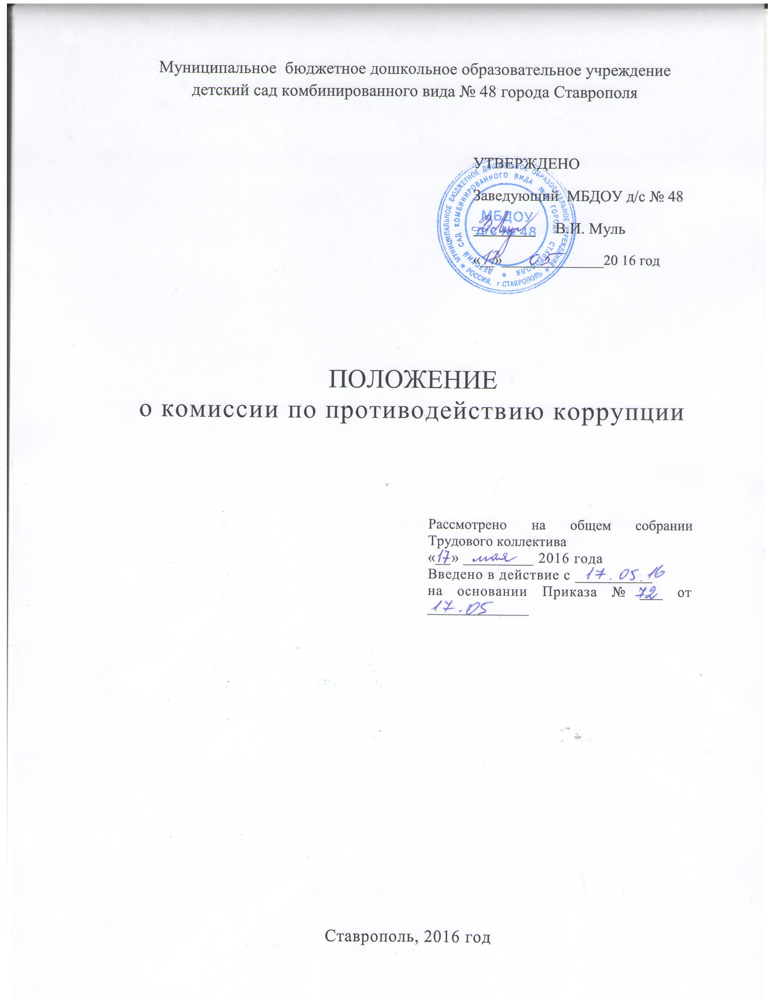 Муниципальное бюджетное дошкольное образовательное учреждение
детский сад комбинированного вида № 48 города Ставрополя
УТВЕРЖДЕНО
Заведующий МБДОУ д/с № 48
В.И. Муль
«17» 05 20 16 год
МУНИЦИПАЛЬНОЕ БЮДЖЕТНОЕ ДОШКОЛЬНОЕ ОБРАЗОВАТЕЛЬНОЕ УЧРЕЖДЕНИЕ * РОССИЯ, г.СТАВРОПОЛЬ *
ДЕТСКИЙ САД КОМБИНИРОВАННОГО ВИДА № 48 ГОРОДА СТАВРОПОЛЯ *
МБДОУ
д/с № 48
ПОЛОЖЕНИЕ
о комиссии по противодействию коррупции
Рассмотрено на общем собрании
Трудового коллектива
«17» мая 2016 года
Введено в действие с 17.05.16
на основании Приказа № 72 от
17.05
Ставрополь, 2016 год